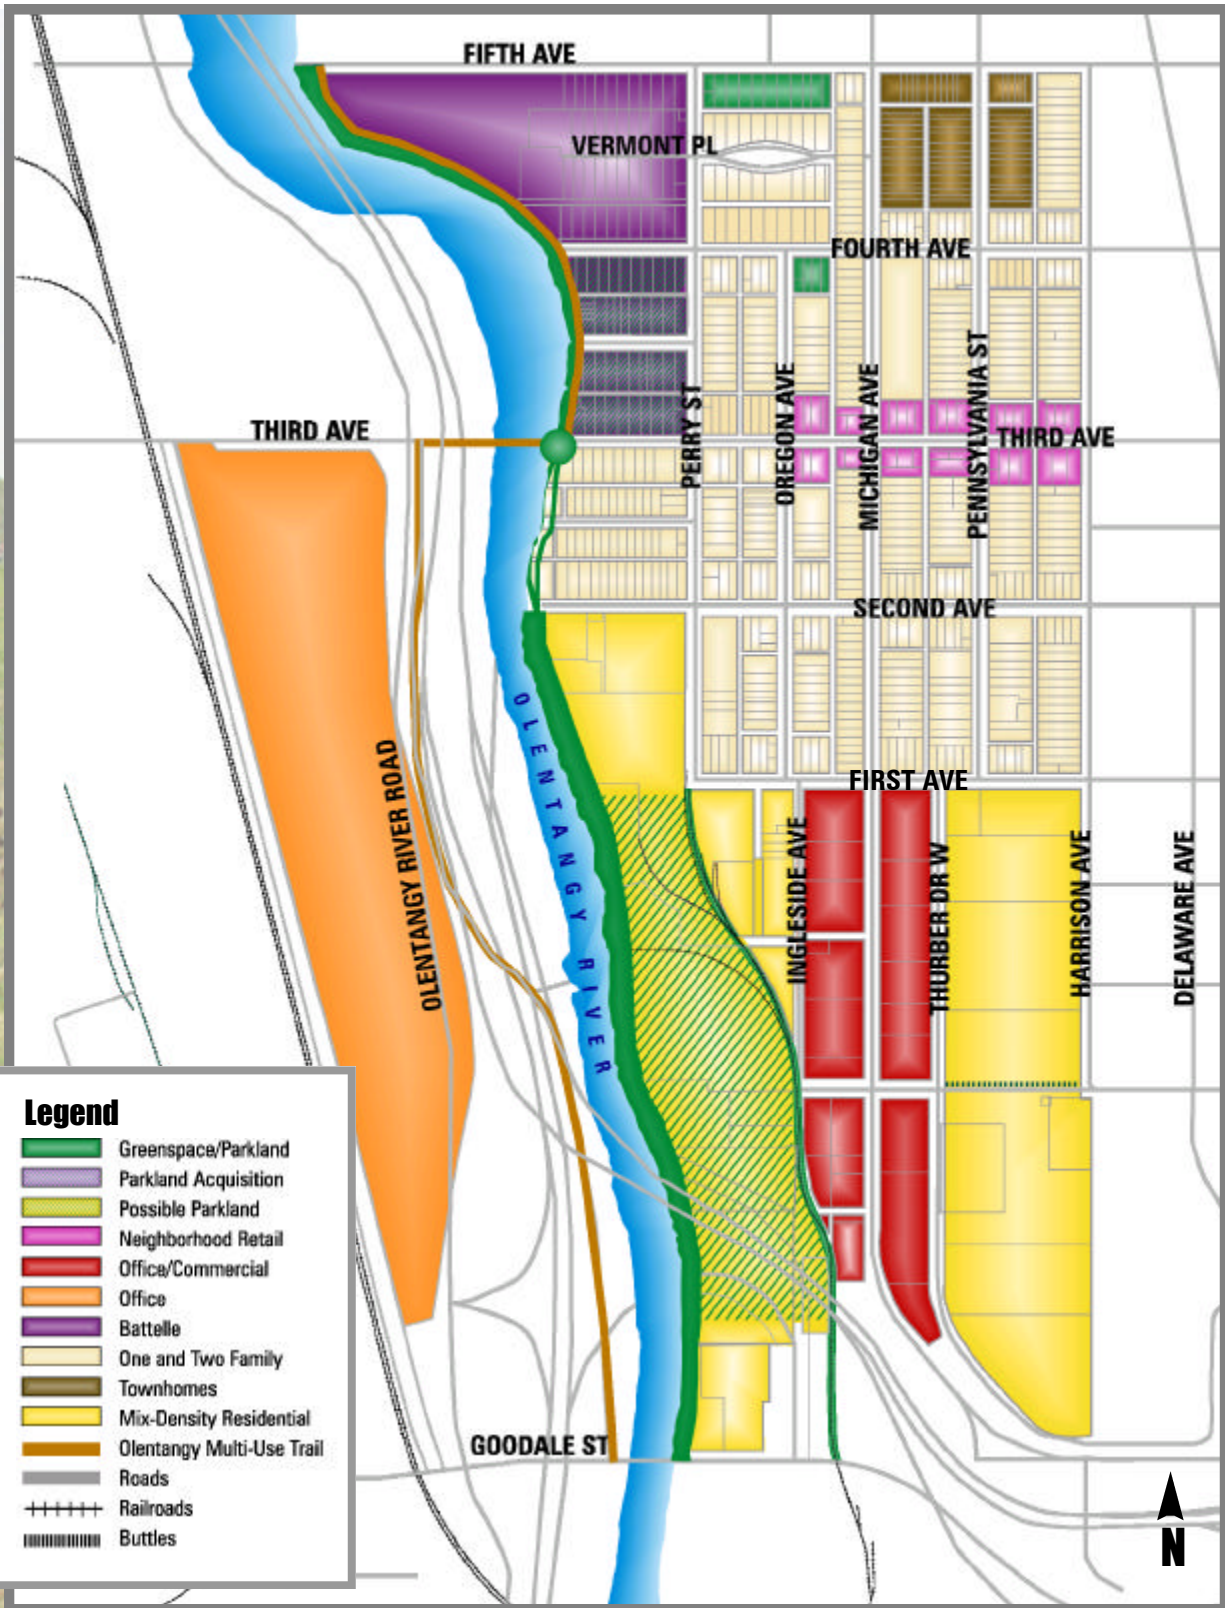 FIFTH AVE
VERMONT PL
FOURTH AVE
PERRY ST
OREGON AVE
MICHIGAN AVE
PENNSYLVANIA ST
THIRD AVE
THIRD AVE
SECOND AVE
OLENTANGY RIVER
FIRST AVE
OLENTANGY RIVER ROAD
INGLESIDE AVE
THURBER DR W
HARRISON AVE
DELAWARE AVE
Legend
Greenspace/Parkland
Parkland Acquisition
Possible Parkland
Neighborhood Retail
Office/Commercial
Office
Battelle
One and Two Family
Townhomes
Mix-Density Residential
Olentangy Multi-Use Trail
Roads
Railroads
Buttles
GOODALE ST
N